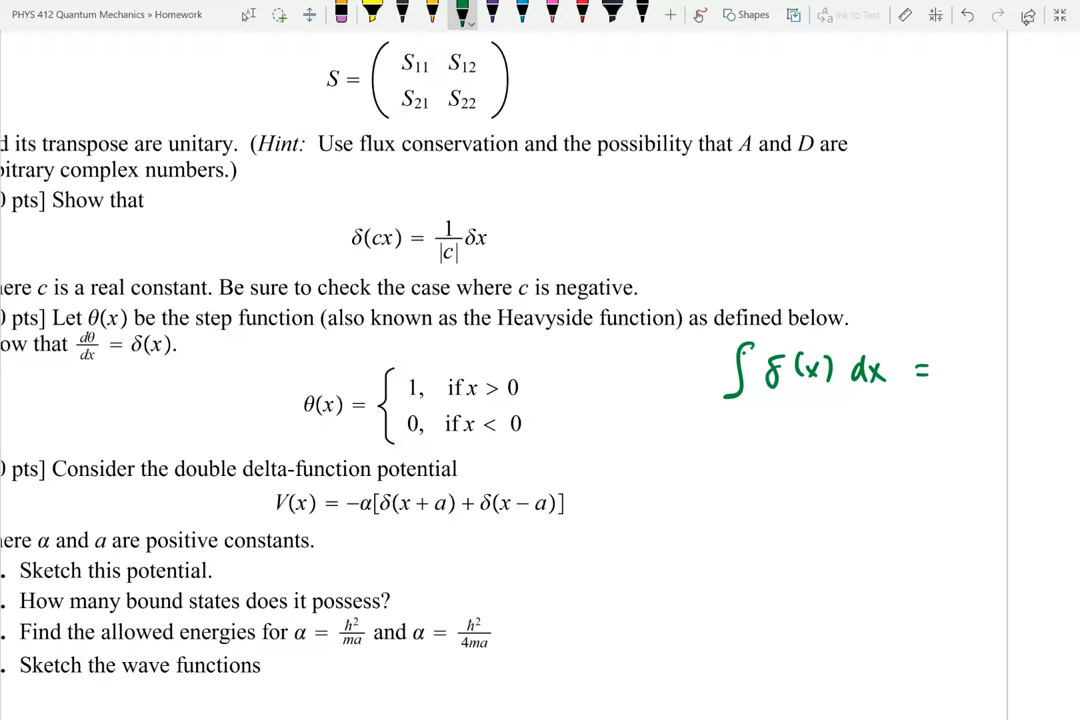 PHYS 412 Quantum Mechanics » Homework
Shapes
Link to Text
S = ( S11 S12
S21 S22 )
d its transpose are unitary. (Hint: Use flux conservation and the possibility that A and D are
bitrary complex numbers.)
) pts] Show that
δ(cx) = 1/|c| δx
ere c is a real constant. Be sure to check the case where c is negative.
) pts] Let θ(x) be the step function (also known as the Heavyside function) as defined below.
ow that dθ/dx = δ(x).
∫ δ(x) dx =
θ(x) = { 1, if x > 0
0, if x < 0
) pts] Consider the double delta-function potential
V(x) = −α[δ(x + a) + δ(x − a)]
ere α and a are positive constants.
. Sketch this potential.
. How many bound states does it possess?
. Find the allowed energies for α = ℏ²/ma and α = ℏ²/4ma
. Sketch the wave functions